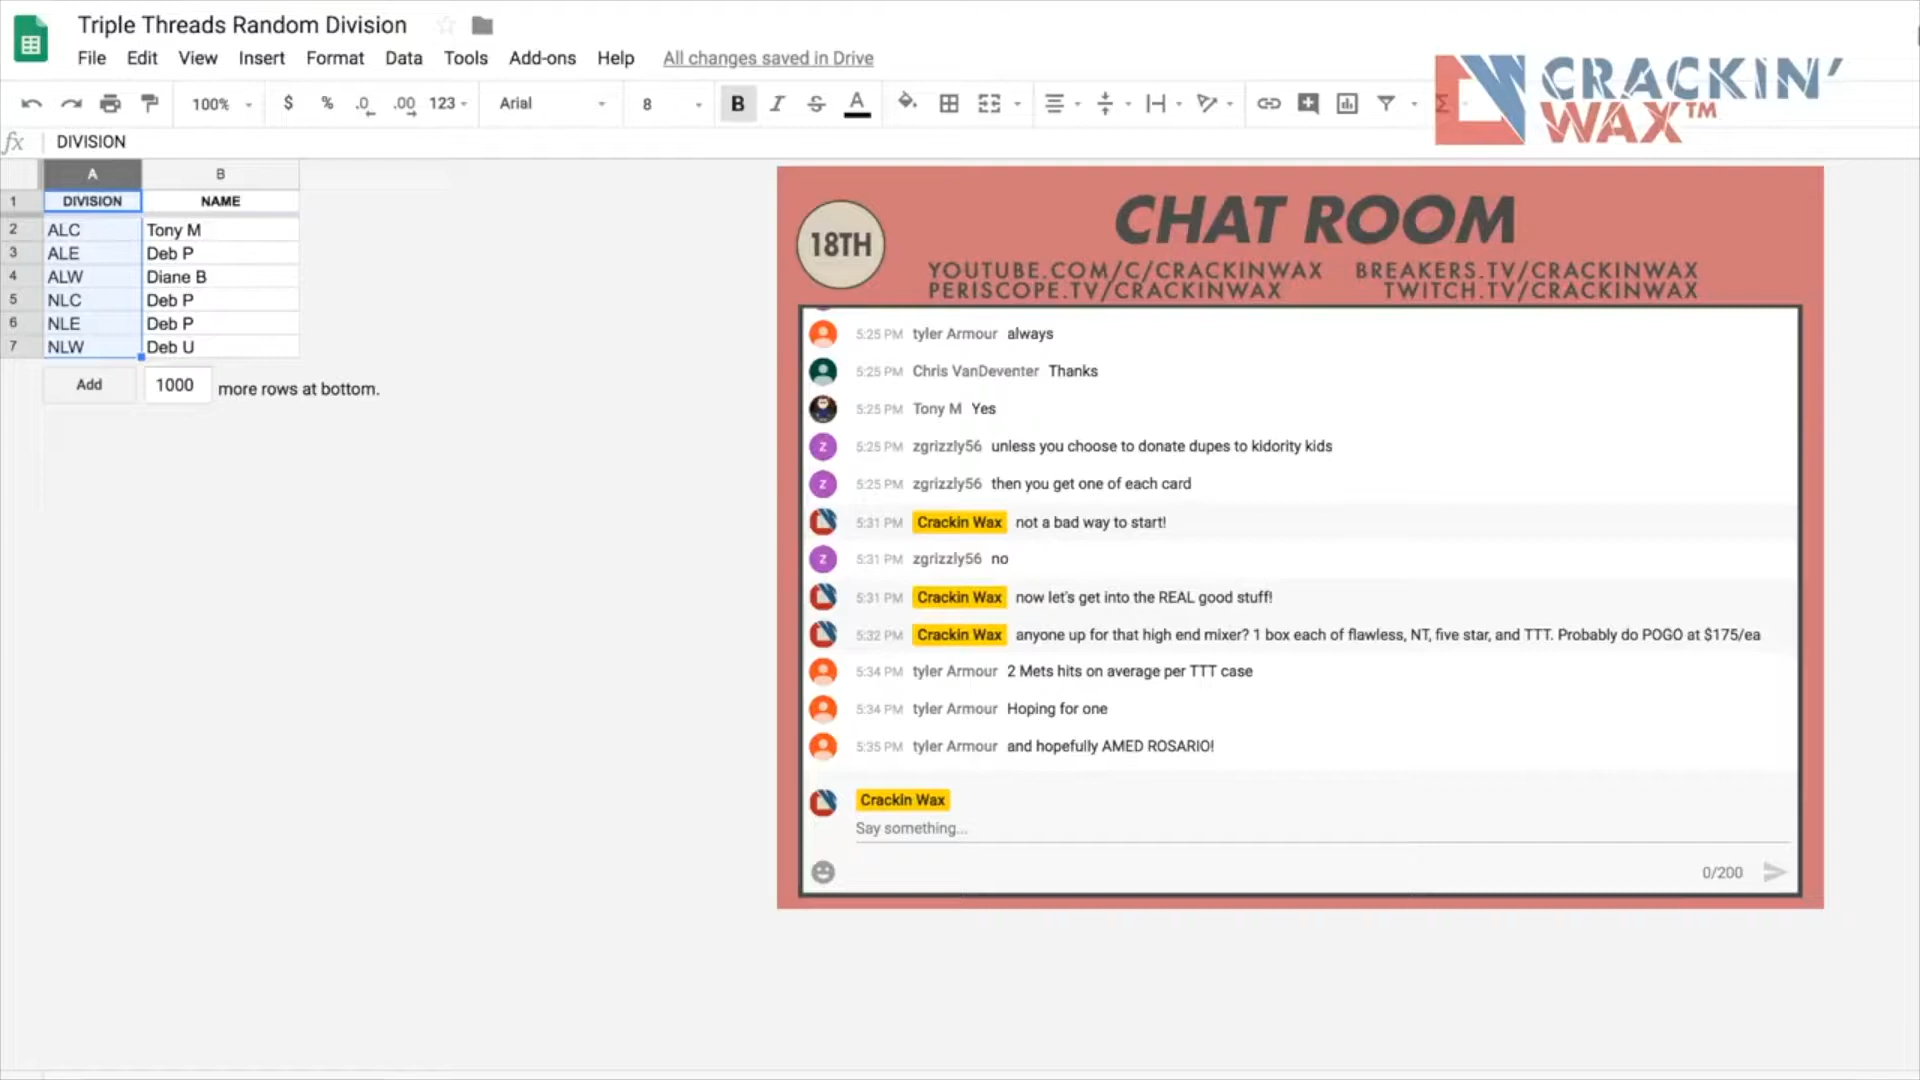 Triple Threads Random Division
File Edit View Insert Format Data Tools Add-ons Help All changes saved in Drive
100% $ % .0 .00 123 Arial 8 B I S A
CRACKIN'
WAX™
fx DIVISION
A B
1 DIVISION NAME
2 ALC Tony M
3 ALE Deb P
4 ALW Diane B
5 NLC Deb P
6 NLE Deb P
7 NLW Deb U
Add 1000 more rows at bottom.
18TH
CHAT ROOM
YOUTUBE.COM/C/CRACKINWAX BREAKERS.TV/CRACKINWAX
PERISCOPE.TV/CRACKINWAX TWITCH.TV/CRACKINWAX
5:25 PM tyler Armour always
5:25 PM Chris VanDeventer Thanks
5:25 PM Tony M Yes
Z 5:25 PM zgrizzly56 unless you choose to donate dupes to kidority kids
Z 5:25 PM zgrizzly56 then you get one of each card
5:31 PM Crackin Wax not a bad way to start!
Z 5:31 PM zgrizzly56 no
5:31 PM Crackin Wax now let's get into the REAL good stuff!
5:32 PM Crackin Wax anyone up for that high end mixer? 1 box each of flawless, NT, five star, and TTT. Probably do POGO at $175/ea
5:34 PM tyler Armour 2 Mets hits on average per TTT case
5:34 PM tyler Armour Hoping for one
5:35 PM tyler Armour and hopefully AMED ROSARIO!
Crackin Wax
Say something...
0/200